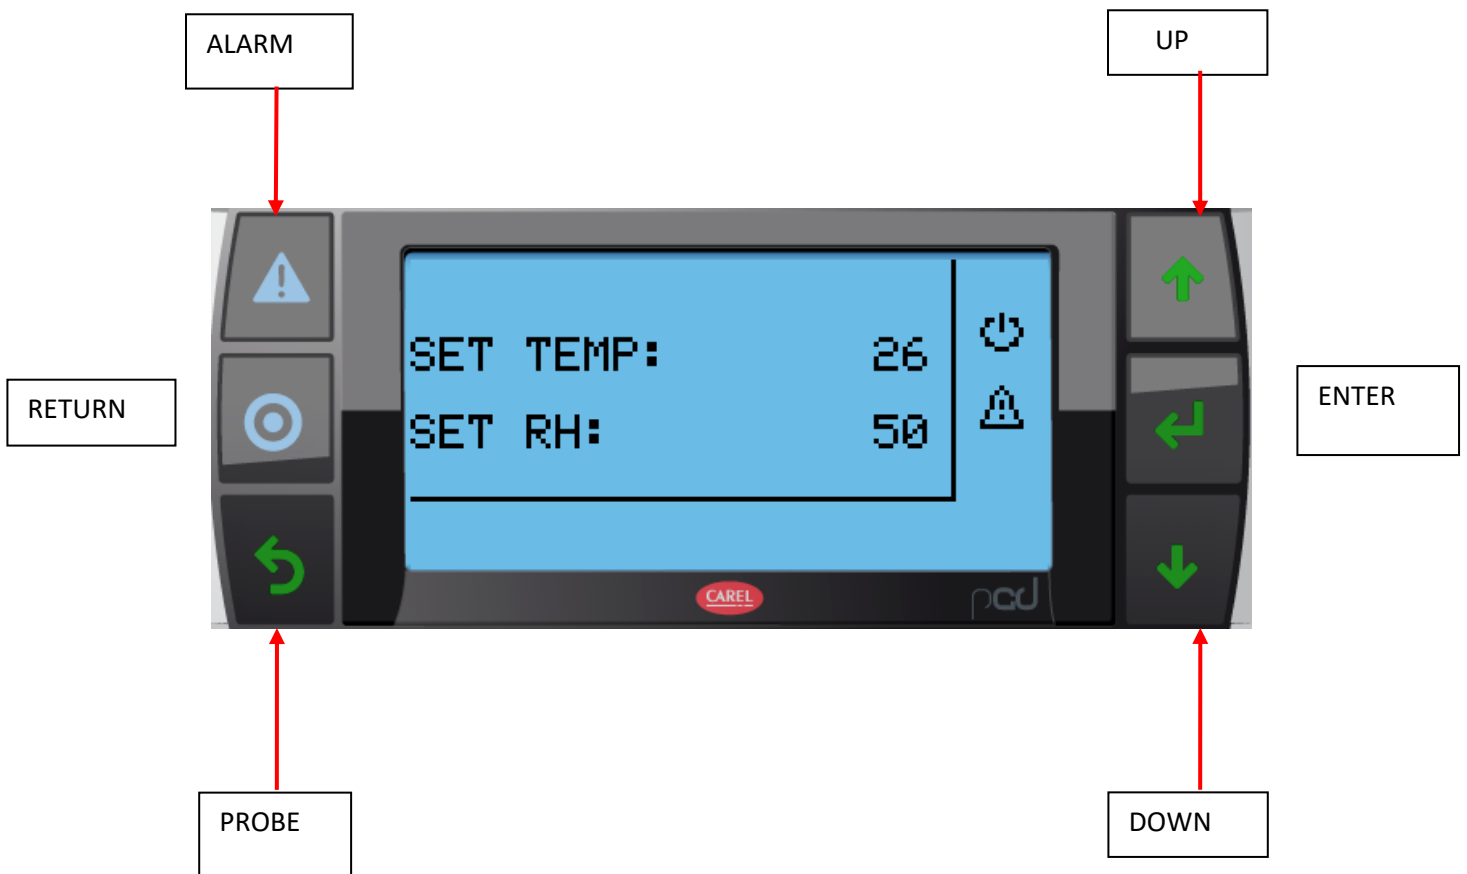 ALARM
UP
SET TEMP: 26
SET RH: 50
RETURN
ENTER
CAREL
pGD
PROBE
DOWN